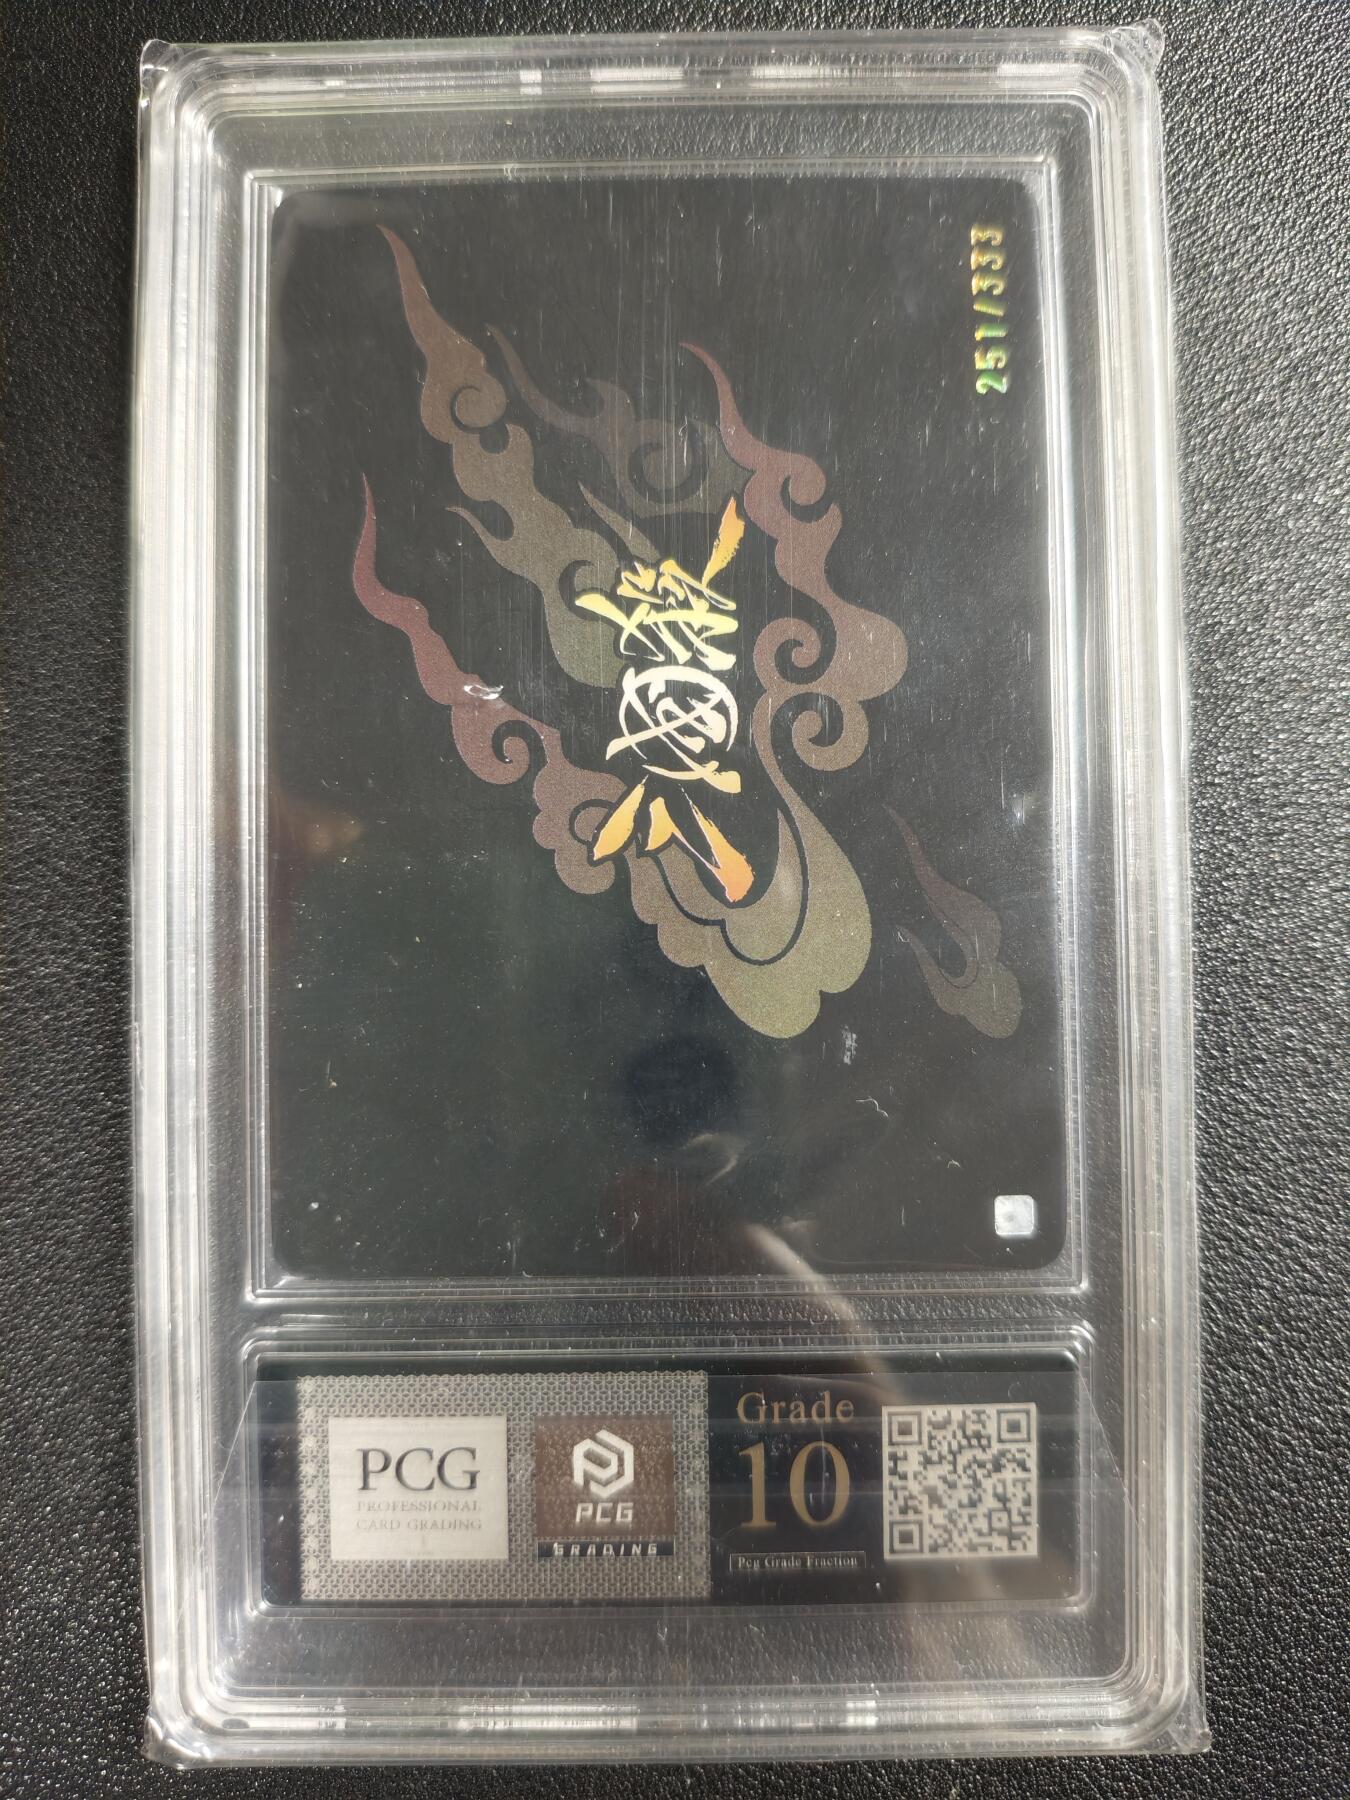 251/333
PCG
PROFESSIONAL
CARD GRADING
PCG
GRADING
Grade
10
Pcg Grade Fraction